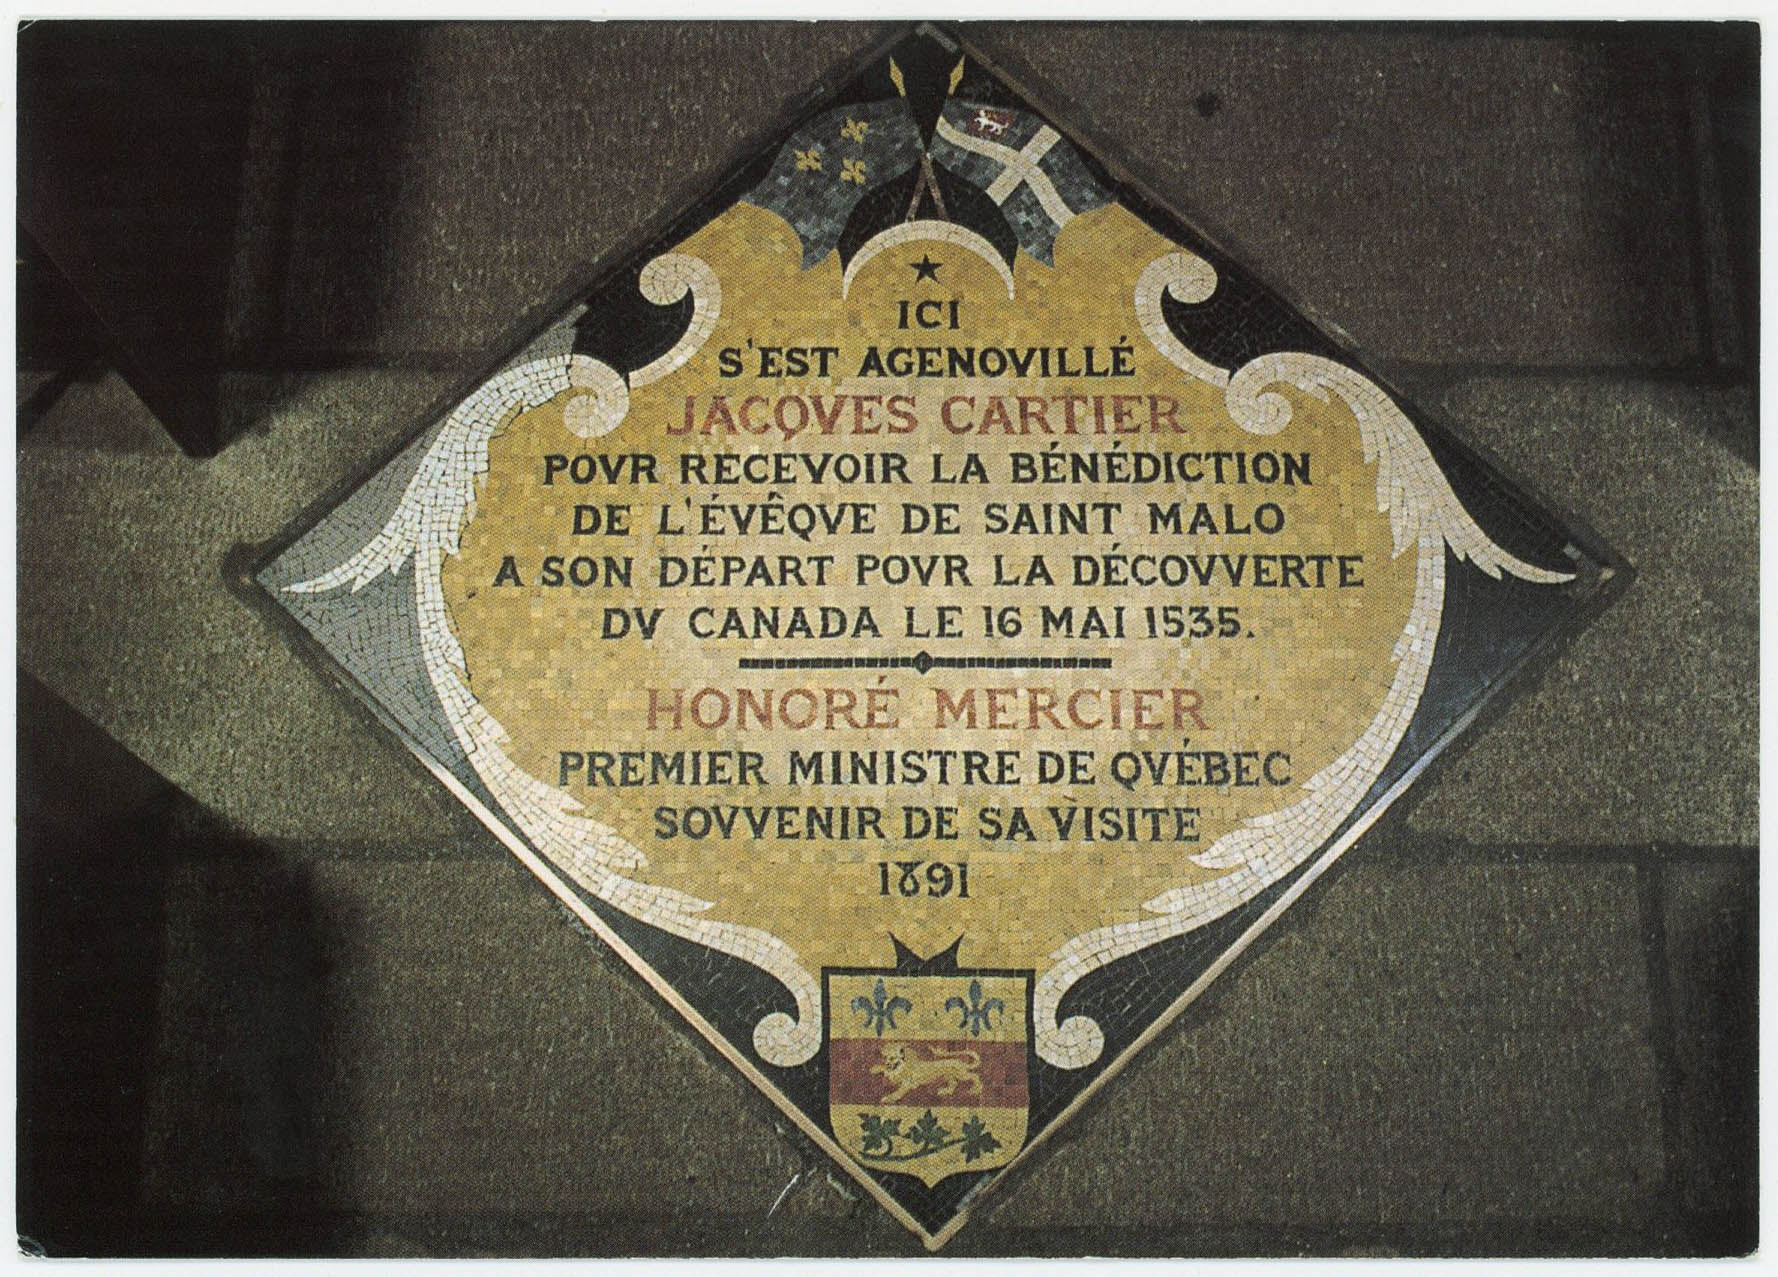 ICI
S'EST AGENOVILLÉ
JACQVES CARTIER
POVR RECEVOIR LA BÉNÉDICTION
DE L'ÉVÊQVE DE SAINT MALO
A SON DÉPART POVR LA DÉCOVVERTE
DV CANADA LE 16 MAI 1535.
HONORÉ MERCIER
PREMIER MINISTRE DE QVÉBEC
SOVVENIR DE SA VISITE
1891